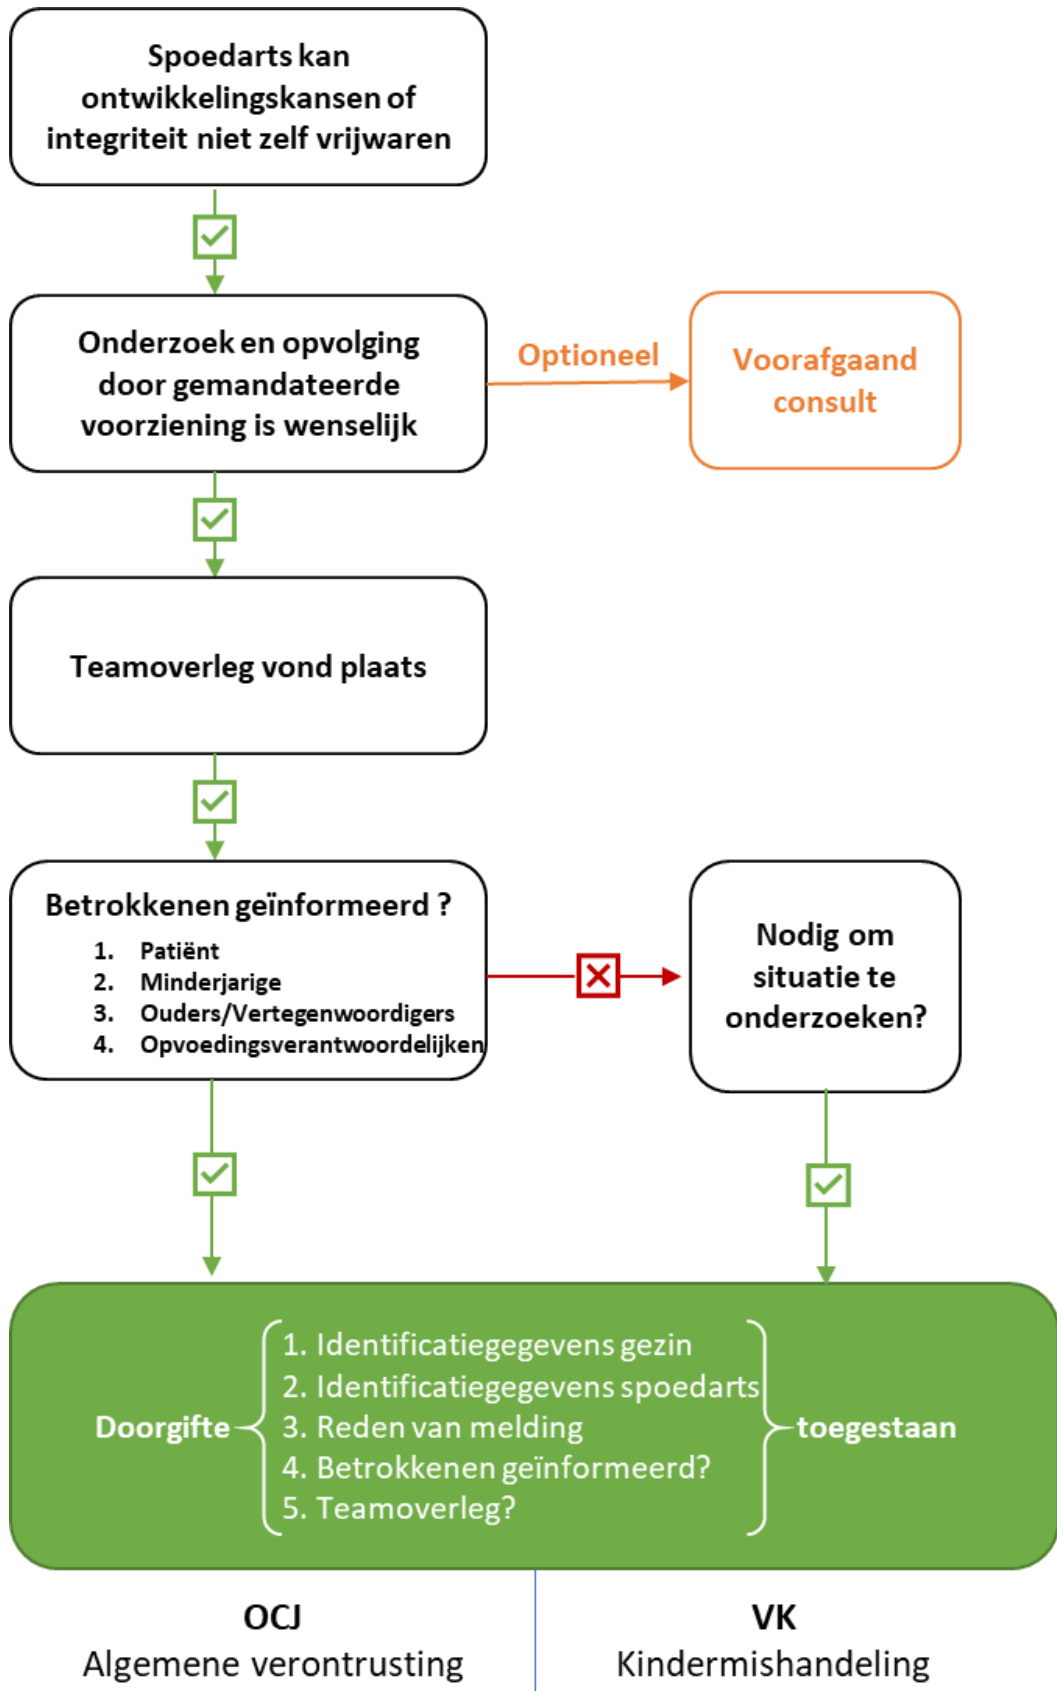 Spoedarts kan
ontwikkelingskansen of
integriteit niet zelf vrijwaren
Onderzoek en opvolging
door gemandateerde
voorziening is wenselijk
Optioneel
Voorafgaand
consult
Teamoverleg vond plaats
Betrokkenen geïnformeerd ?
1. Patiënt
2. Minderjarige
3. Ouders/Vertegenwoordigers
4. Opvoedingsverantwoordelijken
Nodig om
situatie te
onderzoeken?
Doorgifte
1. Identificatiegegevens gezin
2. Identificatiegegevens spoedarts
3. Reden van melding
4. Betrokkenen geïnformeerd?
5. Teamoverleg?
toegestaan
OCJ
Algemene verontrusting
VK
Kindermishandeling